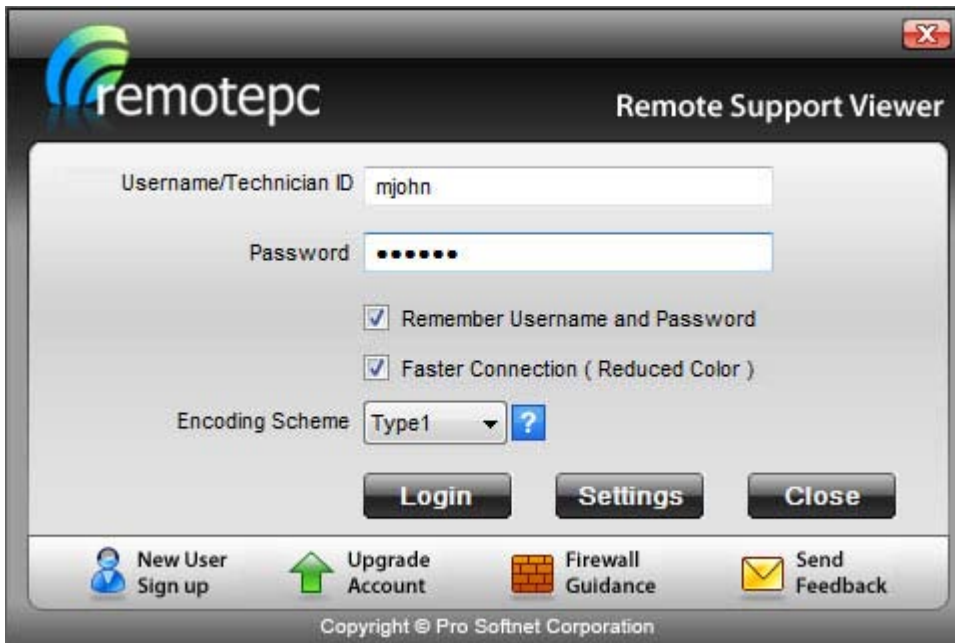 remotepc
Remote Support Viewer
Username/Technician ID mjohn
Password ••••••
Remember Username and Password
Faster Connection ( Reduced Color )
Encoding Scheme Type1 ?
Login Settings Close
New User Sign up
Upgrade Account
Firewall Guidance
Send Feedback
Copyright © Pro Softnet Corporation